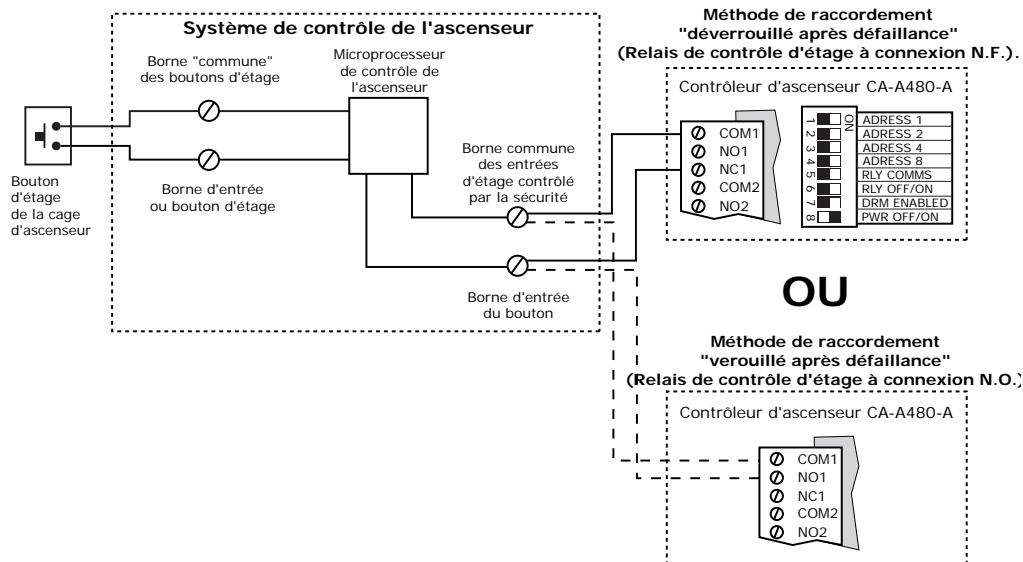 Système de contrôle de l'ascenseur
Borne "commune"
des boutons d'étage
Microprocesseur
de contrôle de
l'ascenseur
Bouton
d'étage
de la cage
d'ascenseur
Borne d'entrée
ou bouton d'étage
Borne commune
des entrées
d'étage contrôlé
par la sécurité
Borne d'entrée
du bouton
Méthode de raccordement
"déverrouillé après défaillance"
(Relais de contrôle d'étage à connexion N.F.).
Contrôleur d'ascenseur CA-A480-A
COM1
NO1
NC1
COM2
NO2
ON
1 ADRESS 1
2 ADRESS 2
3 ADRESS 4
4 ADRESS 8
5 RLY COMMS
6 RLY OFF/ON
7 DRM ENABLED
8 PWR OFF/ON
OU
Méthode de raccordement
"verouillé après défaillance"
(Relais de contrôle d'étage à connexion N.O.)
Contrôleur d'ascenseur CA-A480-A
COM1
NO1
NC1
COM2
NO2